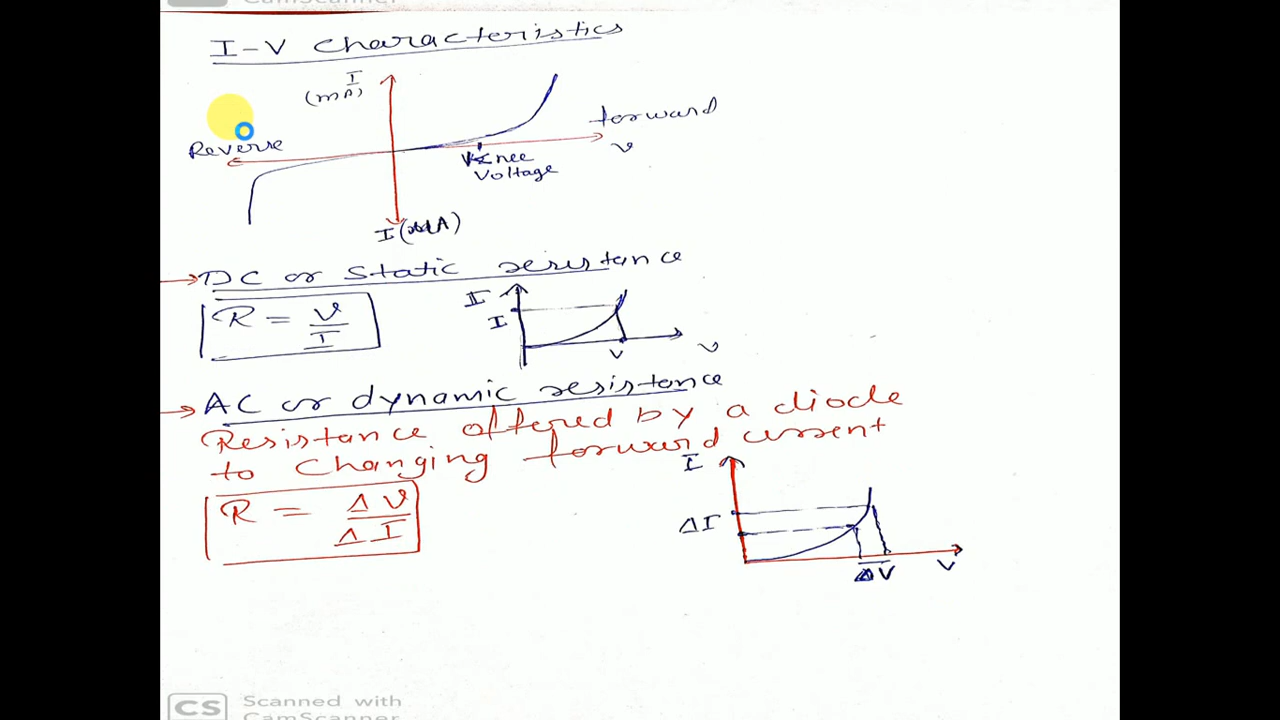 I-V Characteristics
I
(mA)
forward
Reverse
V
Knee
Voltage
I (μA)
→ DC or Static resistance
R = V/I
I
I
V
V
→ AC or dynamic resistance
Resistance offered by a diode
to changing forward current
R = ΔV/ΔI
I
ΔI
ΔV
V
CS Scanned with
CamScanner